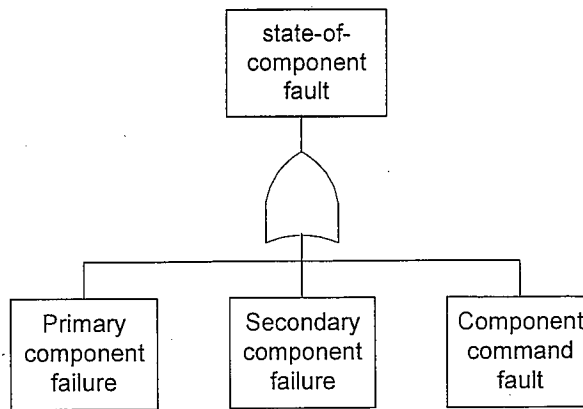 state-of-
component
fault
Primary
component
failure
Secondary
component
failure
Component
command
fault